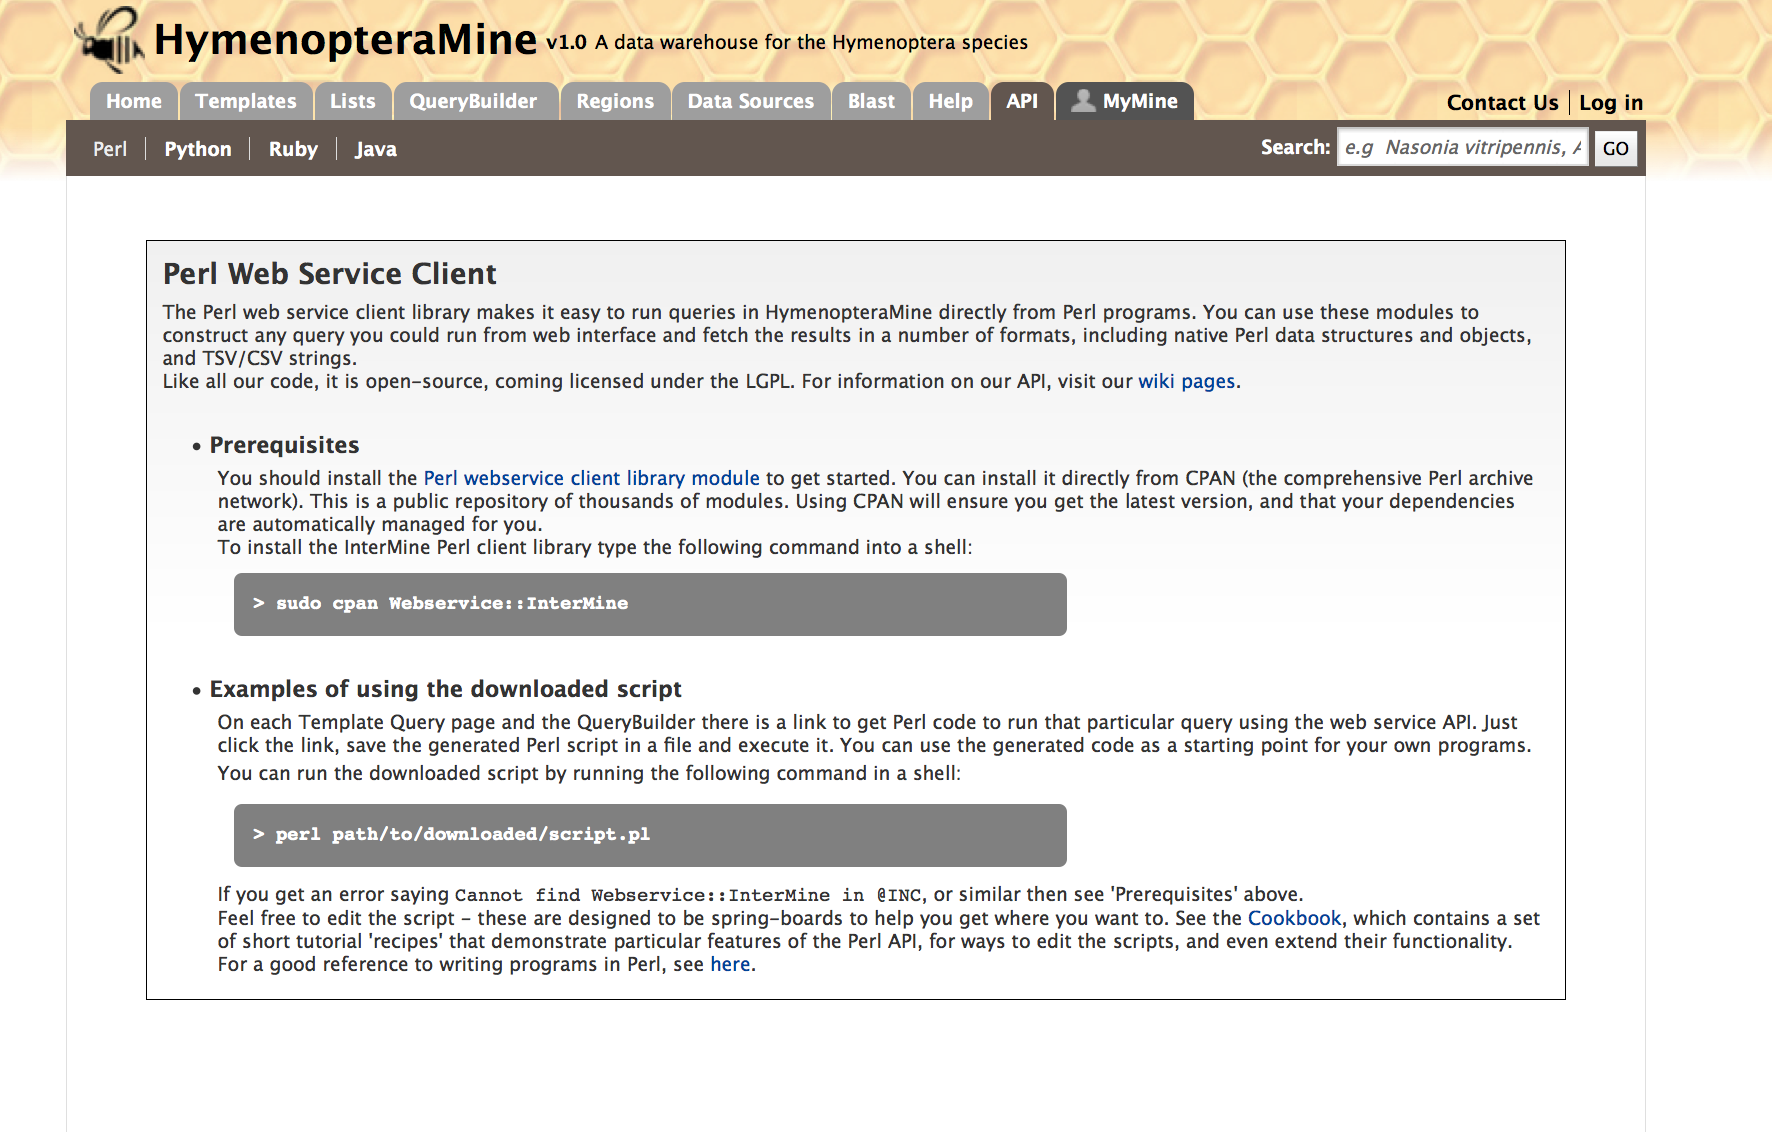 HymenopteraMine v1.0 A data warehouse for the Hymenoptera species
Home Templates Lists QueryBuilder Regions Data Sources Blast Help API MyMine Contact Us | Log in
Perl | Python | Ruby | Java Search: e.g Nasonia vitripennis, GO
Perl Web Service Client
The Perl web service client library makes it easy to run queries in HymenopteraMine directly from Perl programs. You can use these modules to
construct any query you could run from web interface and fetch the results in a number of formats, including native Perl data structures and objects,
and TSV/CSV strings.
Like all our code, it is open-source, coming licensed under the LGPL. For information on our API, visit our wiki pages.
• Prerequisites
You should install the Perl webservice client library module to get started. You can install it directly from CPAN (the comprehensive Perl archive
network). This is a public repository of thousands of modules. Using CPAN will ensure you get the latest version, and that your dependencies
are automatically managed for you.
To install the InterMine Perl client library type the following command into a shell:
> sudo cpan Webservice::InterMine
• Examples of using the downloaded script
On each Template Query page and the QueryBuilder there is a link to get Perl code to run that particular query using the web service API. Just
click the link, save the generated Perl script in a file and execute it. You can use the generated code as a starting point for your own programs.
You can run the downloaded script by running the following command in a shell:
> perl path/to/downloaded/script.pl
If you get an error saying Cannot find Webservice::InterMine in @INC, or similar then see 'Prerequisites' above.
Feel free to edit the script - these are designed to be spring-boards to help you get where you want to. See the Cookbook, which contains a set
of short tutorial 'recipes' that demonstrate particular features of the Perl API, for ways to edit the scripts, and even extend their functionality.
For a good reference to writing programs in Perl, see here.